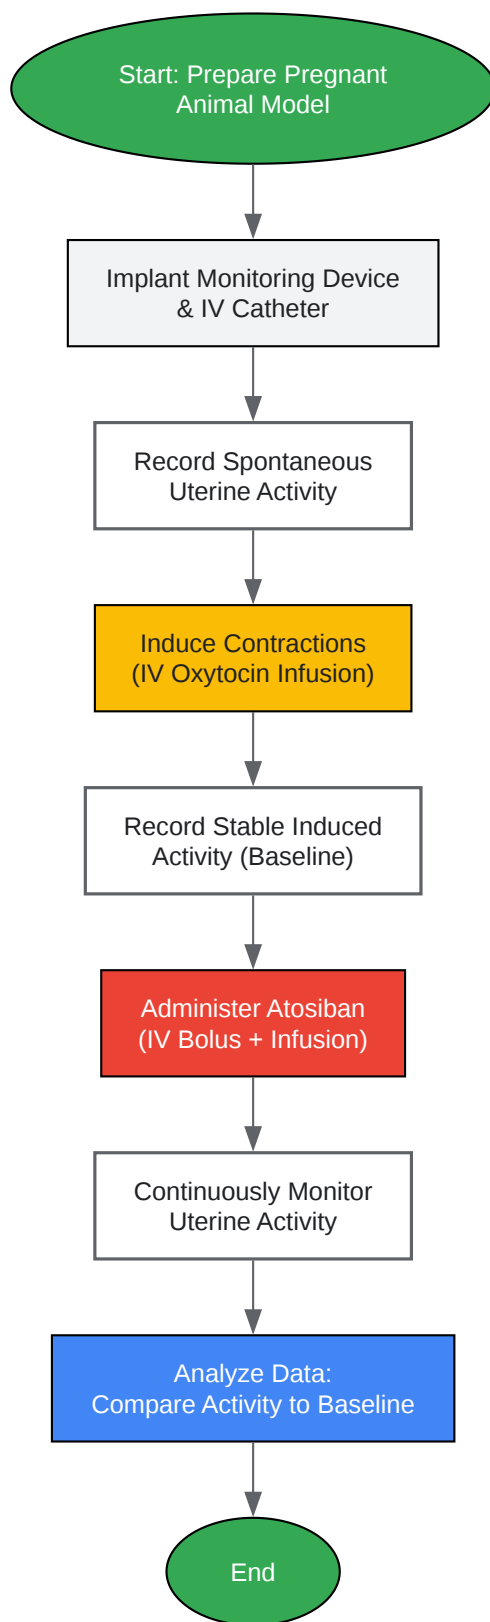 Start: Prepare Pregnant
Animal Model
Implant Monitoring Device
& IV Catheter
Record Spontaneous
Uterine Activity
Induce Contractions
(IV Oxytocin Infusion)
Record Stable Induced
Activity (Baseline)
Administer Atosiban
(IV Bolus + Infusion)
Continuously Monitor
Uterine Activity
Analyze Data:
Compare Activity to Baseline
End